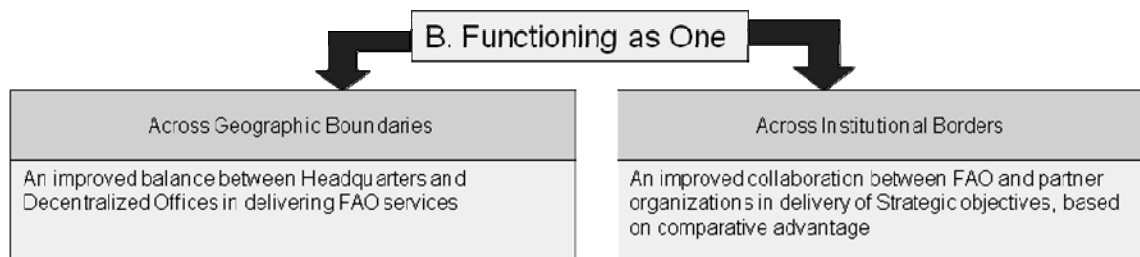 B. Functioning as One
Across Geographic Boundaries
An improved balance between Headquarters and
Decentralized Offices in delivering FAO services
Across Institutional Borders
An improved collaboration between FAO and partner
organizations in delivery of Strategic objectives, based
on comparative advantage